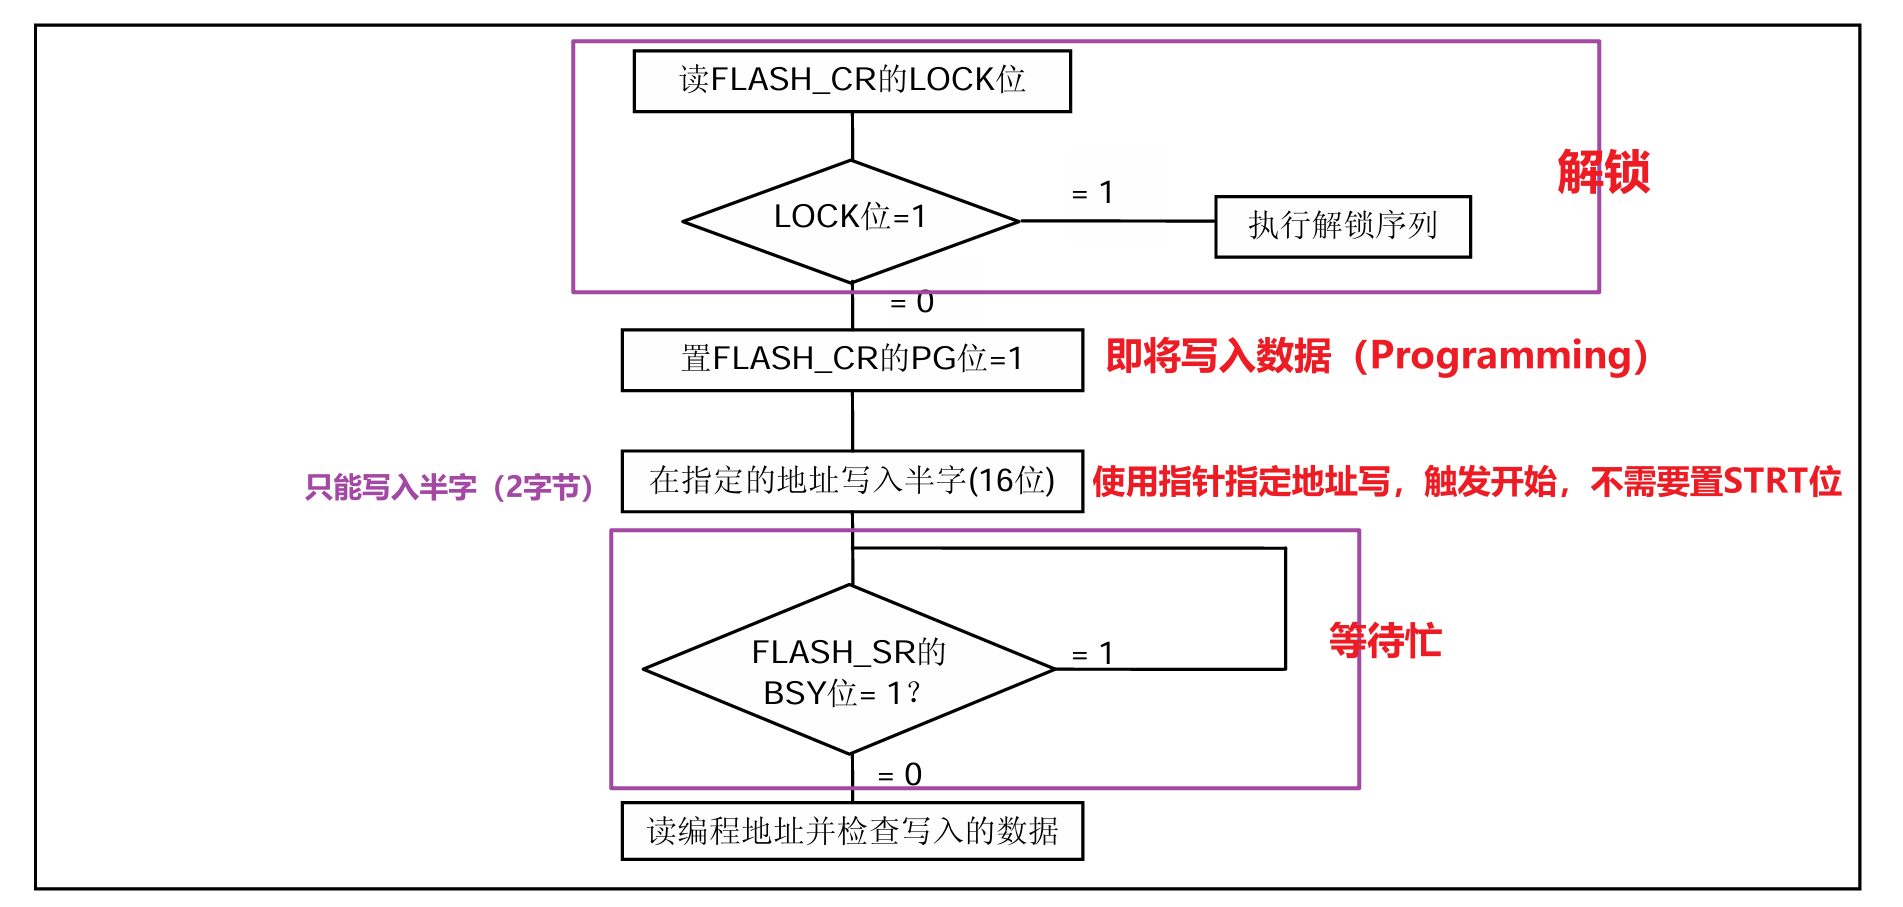 读FLASH_CR的LOCK位
解锁
= 1
LOCK位=1
执行解锁序列
= 0
置FLASH_CR的PG位=1
即将写入数据（Programming）
只能写入半字（2字节）
在指定的地址写入半字(16位)
使用指针指定地址写，触发开始，不需要置STRT位
等待忙
FLASH_SR的
BSY位= 1?
= 1
= 0
读编程地址并检查写入的数据